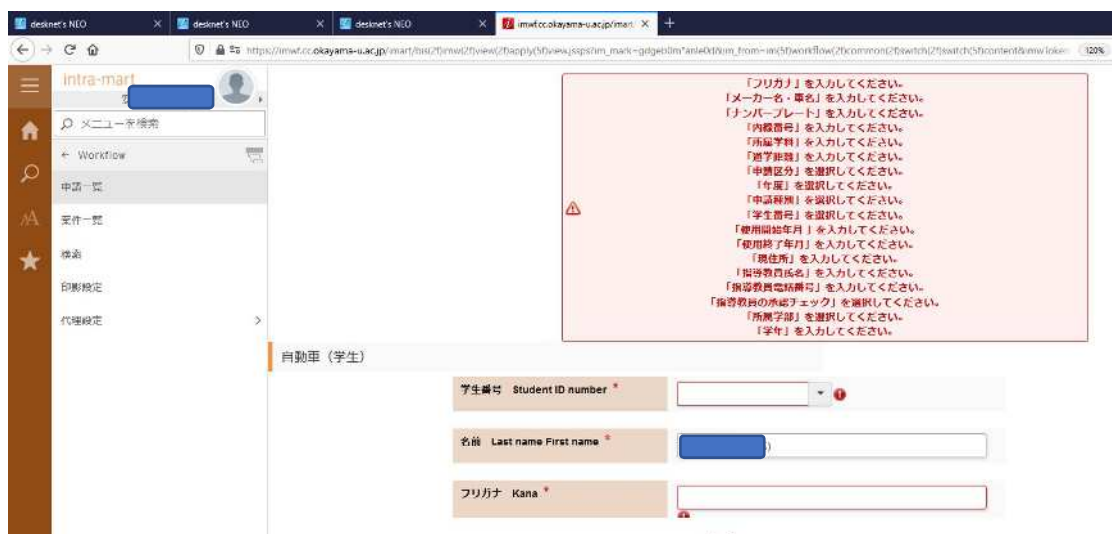 desknet's NEO
desknet's NEO
desknet's NEO
imwf.cc.okayama-u.ac.jp/imart/
120%
intra-mart
メニューを検索
← Workflow
申請一覧
案件一覧
検索
印影設定
代理設定
「フリガナ」を入力してください。
「メーカー名・車名」を入力してください。
「ナンバープレート」を入力してください。
「内線番号」を入力してください。
「所属学科」を入力してください。
「通学距離」を入力してください。
「申請区分」を選択してください。
「年度」を選択してください。
「申請種別」を選択してください。
「学生番号」を選択してください。
「使用開始年月 」を入力してください。
「使用終了年月」を入力してください。
「現住所」を入力してください。
「指導教員氏名」を入力してください。
「指導教員電話番号」を入力してください。
「指導教員の承認チェック」を選択してください。
「所属学部」を選択してください。
「学年」を入力してください。
自動車（学生）
学生番号 Student ID number *
名前 Last name First name *
フリガナ Kana *